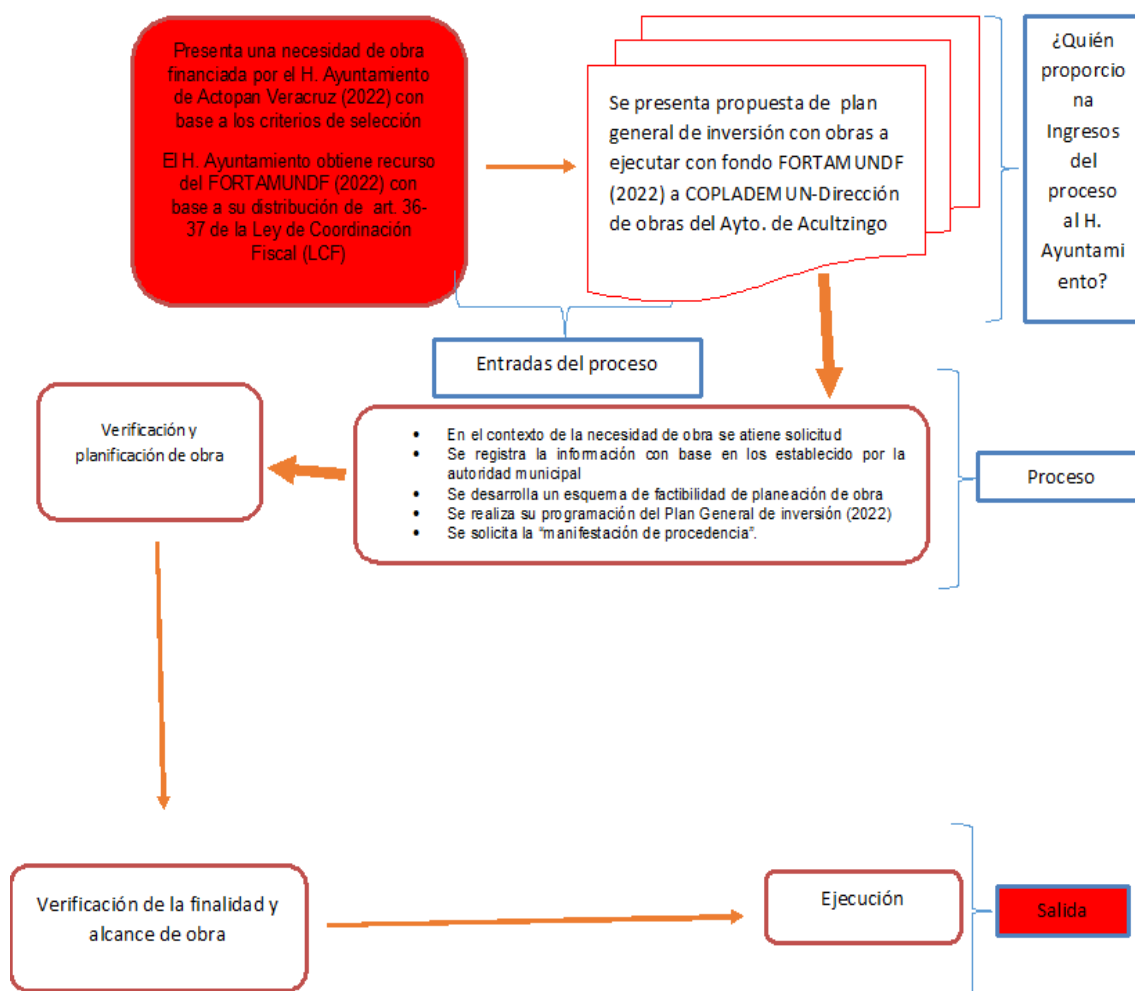 Presenta una necesidad de obra
financiada por el H. Ayuntamiento
de Actopan Veracruz (2022) con
base a los criterios de selección
El H. Ayuntamiento obtiene recurso
del FORTAMUNDF (2022) con
base a su distribución de art. 36-
37 de la Ley de Coordinación
Fiscal (LCF)
Se presenta propuesta de plan
general de inversión con obras a
ejecutar con fondo FORTAMUNDF
(2022) a COPLADEMUN-Dirección
de obras del Ayto. de Acultzingo
¿Quién
proporcio
na
Ingresos
del
proceso
al H.
Ayuntami
ento?
Entradas del proceso
Verificación y
planificación de obra
• En el contexto de la necesidad de obra se atiene solicitud
• Se registra la información con base en los establecido por la
autoridad municipal
• Se desarrolla un esquema de factibilidad de planeación de obra
• Se realiza su programación del Plan General de inversión (2022)
• Se solicita la “manifestación de procedencia”.
Proceso
Verificación de la finalidad y
alcance de obra
Ejecución
Salida